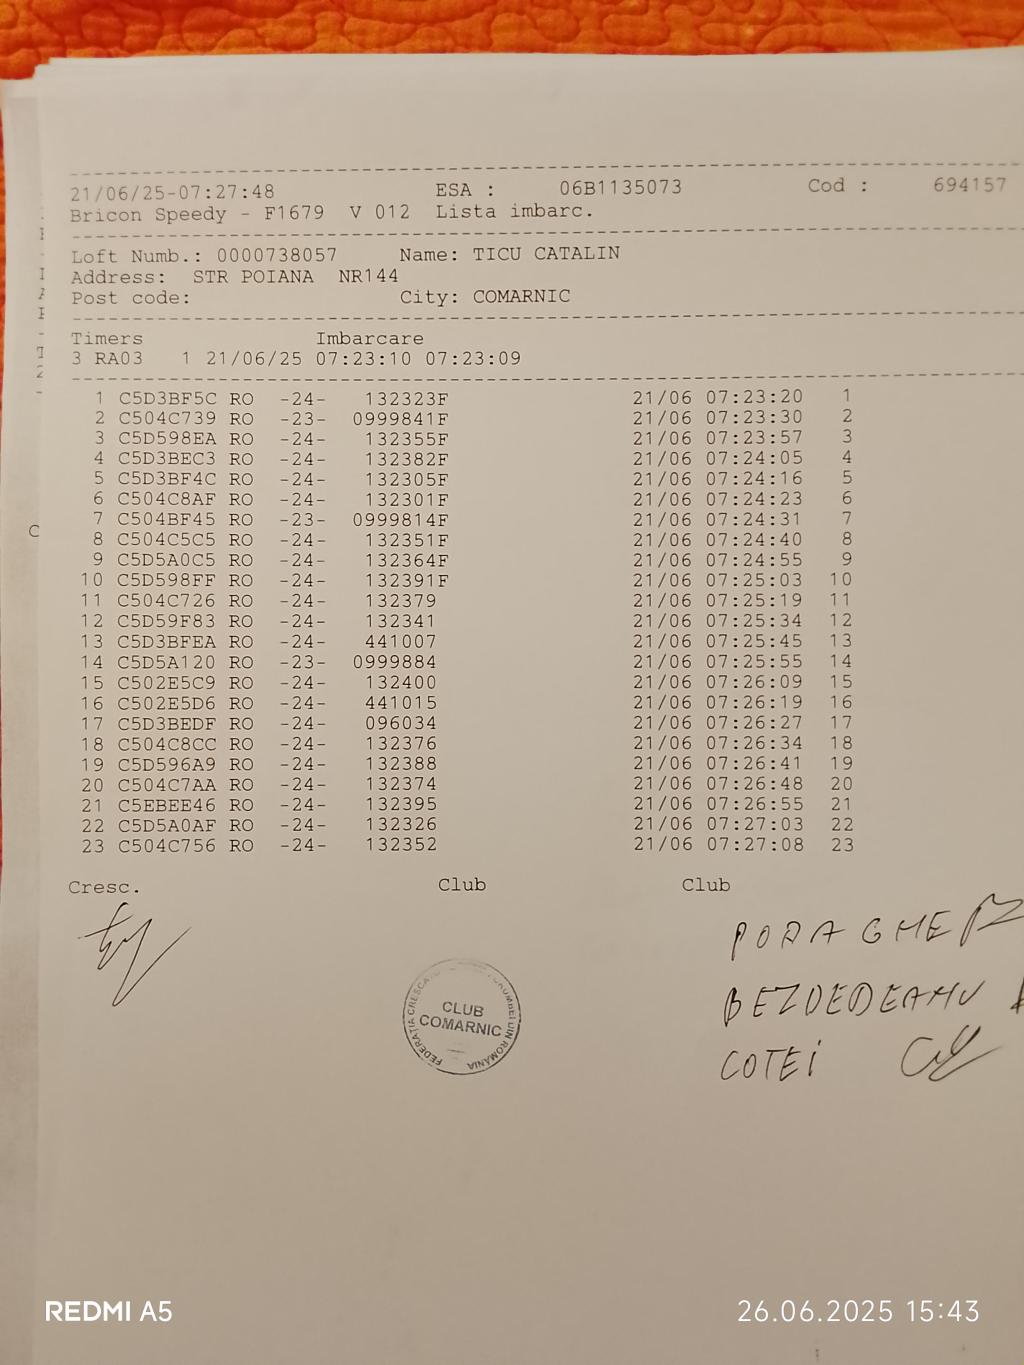 21/06/25-07:27:48 ESA : 06B1135073 Cod : 694157
Bricon Speedy - F1679 V 012 Lista imbarc.
Loft Numb.: 0000738057 Name: TICU CATALIN
Address: STR POIANA NR144
Post code: City: COMARNIC
Timers Imbarcare
3 RA03 1 21/06/25 07:23:10 07:23:09
1 C5D3BF5C RO -24- 132323F 21/06 07:23:20 1
2 C504C739 RO -23- 0999841F 21/06 07:23:30 2
3 C5D598EA RO -24- 132355F 21/06 07:23:57 3
4 C5D3BEC3 RO -24- 132382F 21/06 07:24:05 4
5 C5D3BF4C RO -24- 132305F 21/06 07:24:16 5
6 C504C8AF RO -24- 132301F 21/06 07:24:23 6
7 C504BF45 RO -23- 0999814F 21/06 07:24:31 7
8 C504C5C5 RO -24- 132351F 21/06 07:24:40 8
9 C5D5A0C5 RO -24- 132364F 21/06 07:24:55 9
10 C5D598FF RO -24- 132391F 21/06 07:25:03 10
11 C504C726 RO -24- 132379 21/06 07:25:19 11
12 C5D59F83 RO -24- 132341 21/06 07:25:34 12
13 C5D3BFEA RO -24- 441007 21/06 07:25:45 13
14 C5D5A120 RO -23- 0999884 21/06 07:25:55 14
15 C502E5C9 RO -24- 132400 21/06 07:26:09 15
16 C502E5D6 RO -24- 441015 21/06 07:26:19 16
17 C5D3BEDF RO -24- 096034 21/06 07:26:27 17
18 C504C8CC RO -24- 132376 21/06 07:26:34 18
19 C5D596A9 RO -24- 132388 21/06 07:26:41 19
20 C504C7AA RO -24- 132374 21/06 07:26:48 20
21 C5EBEE46 RO -24- 132395 21/06 07:26:55 21
22 C5D5A0AF RO -24- 132326 21/06 07:27:03 22
23 C504C756 RO -24- 132352 21/06 07:27:08 23
Cresc. Club Club
POPA GHE
BEZDEDEANU
COTEI
CLUB
COMARNIC
REDMI A5 26.06.2025 15:43